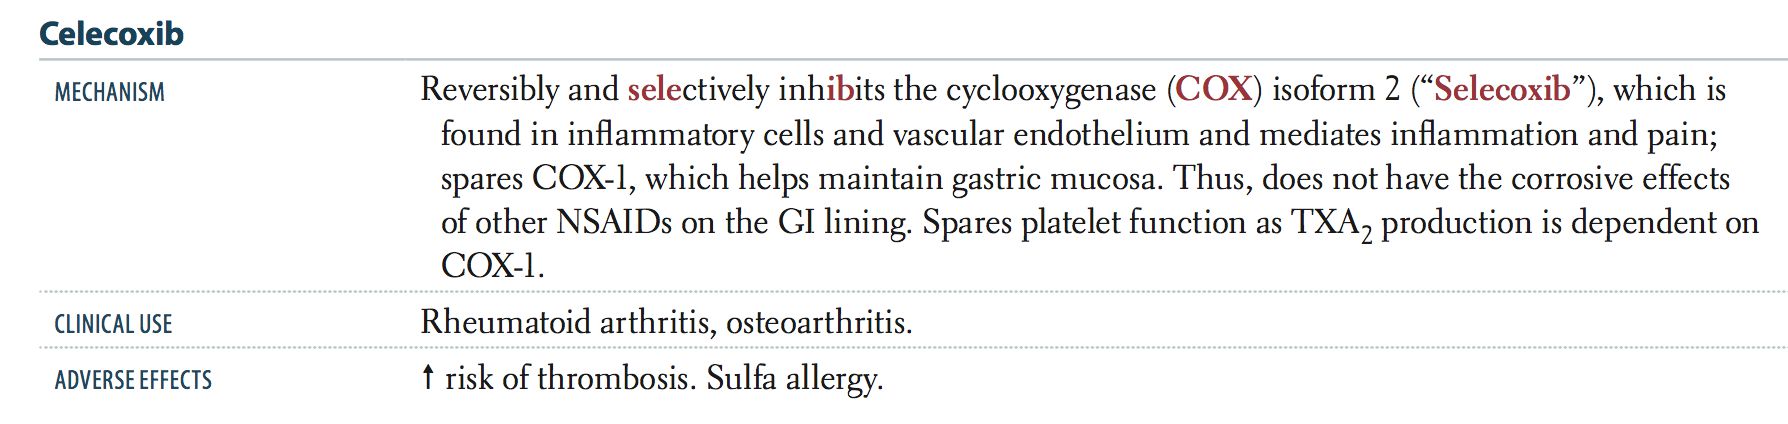 Celecoxib
MECHANISM Reversibly and selectively inhibits the cyclooxygenase (COX) isoform 2 (“Selecoxib”), which is
found in inflammatory cells and vascular endothelium and mediates inflammation and pain;
spares COX-1, which helps maintain gastric mucosa. Thus, does not have the corrosive effects
of other NSAIDs on the GI lining. Spares platelet function as TXA2 production is dependent on
COX-1.
CLINICAL USE Rheumatoid arthritis, osteoarthritis.
ADVERSE EFFECTS ↑ risk of thrombosis. Sulfa allergy.